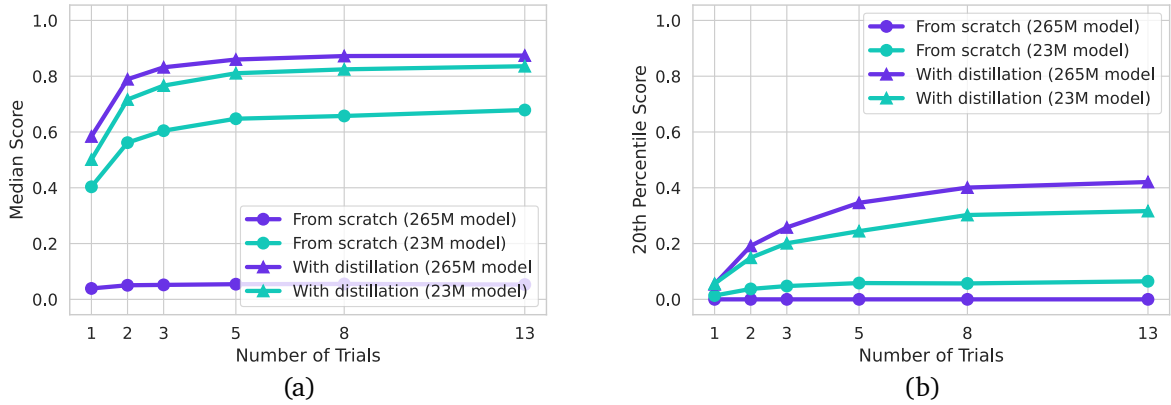 1.0
0.8
0.6
0.4
0.2
0.0
Median Score
From scratch (265M model)
From scratch (23M model)
With distillation (265M model
With distillation (23M model)
1 2 3 5 8 13
Number of Trials
(a)
1.0
0.8
0.6
0.4
0.2
0.0
20th Percentile Score
From scratch (265M model)
From scratch (23M model)
With distillation (265M model
With distillation (23M model)
1 2 3 5 8 13
Number of Trials
(b)